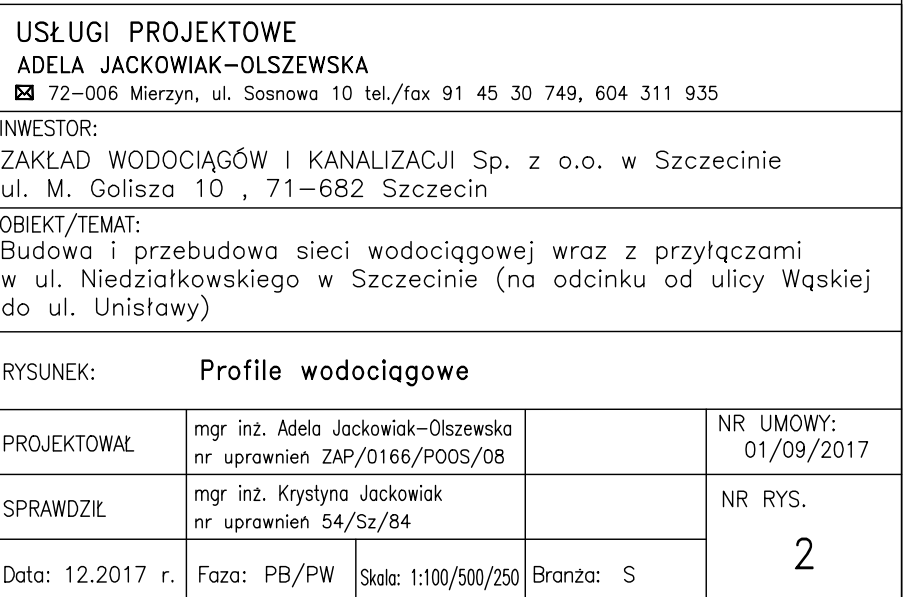 USŁUGI PROJEKTOWE
ADELA JACKOWIAK-OLSZEWSKA
✉ 72-006 Mierzyn, ul. Sosnowa 10 tel./fax 91 45 30 749, 604 311 935
INWESTOR:
ZAKŁAD WODOCIĄGÓW I KANALIZACJI Sp. z o.o. w Szczecinie
ul. M. Golisza 10 , 71-682 Szczecin
OBIEKT/TEMAT:
Budowa i przebudowa sieci wodociągowej wraz z przyłączami
w ul. Niedziałkowskiego w Szczecinie (na odcinku od ulicy Wąskiej
do ul. Unisławy)
RYSUNEK: Profile wodociągowe
PROJEKTOWAŁ
mgr inż. Adela Jackowiak-Olszewska
nr uprawnień ZAP/0166/POOS/08
NR UMOWY:
01/09/2017
SPRAWDZIŁ
mgr inż. Krystyna Jackowiak
nr uprawnień 54/Sz/84
NR RYS.
2
Data: 12.2017 r. Faza: PB/PW Skala: 1:100/500/250 Branża: S